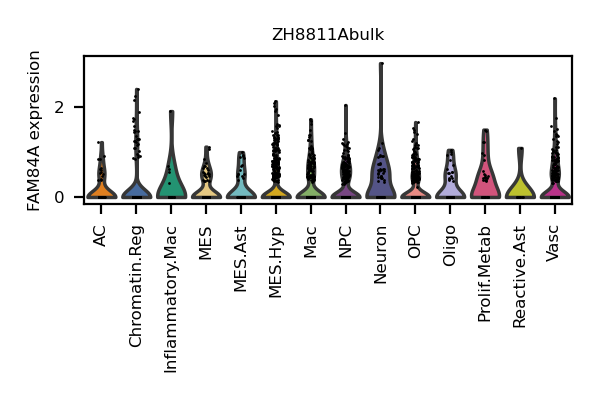 ZH8811Abulk
FAM84A expression
2
0
AC
Chromatin.Reg
Inflammatory.Mac
MES
MES.Ast
MES.Hyp
Mac
NPC
Neuron
OPC
Oligo
Prolif.Metab
Reactive.Ast
Vasc